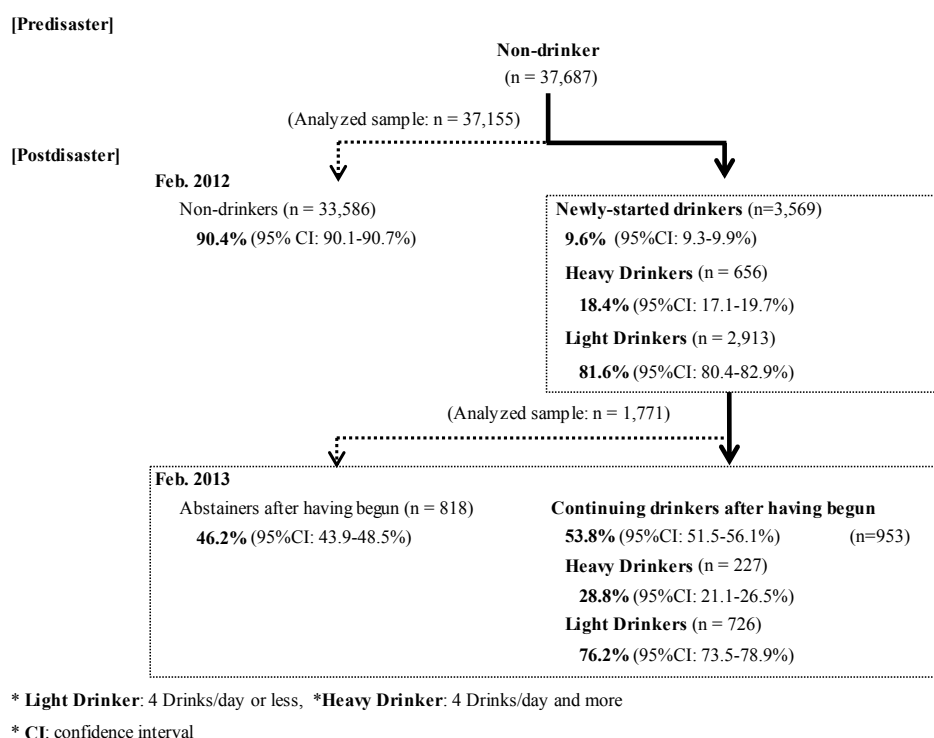 [Predisaster]
Non-drinker
(n = 37,687)
(Analyzed sample: n = 37,155)
[Postdisaster]
Feb. 2012
Non-drinkers (n = 33,586)
90.4% (95% CI: 90.1-90.7%)
Newly-started drinkers (n=3,569)
9.6% (95%CI: 9.3-9.9%)
Heavy Drinkers (n = 656)
18.4% (95%CI: 17.1-19.7%)
Light Drinkers (n = 2,913)
81.6% (95%CI: 80.4-82.9%)
(Analyzed sample: n = 1,771)
Feb. 2013
Abstainers after having begun (n = 818)
46.2% (95%CI: 43.9-48.5%)
Continuing drinkers after having begun
53.8% (95%CI: 51.5-56.1%) (n=953)
Heavy Drinkers (n = 227)
28.8% (95%CI: 21.1-26.5%)
Light Drinkers (n = 726)
76.2% (95%CI: 73.5-78.9%)
* Light Drinker: 4 Drinks/day or less, *Heavy Drinker: 4 Drinks/day and more
* CI: confidence interval